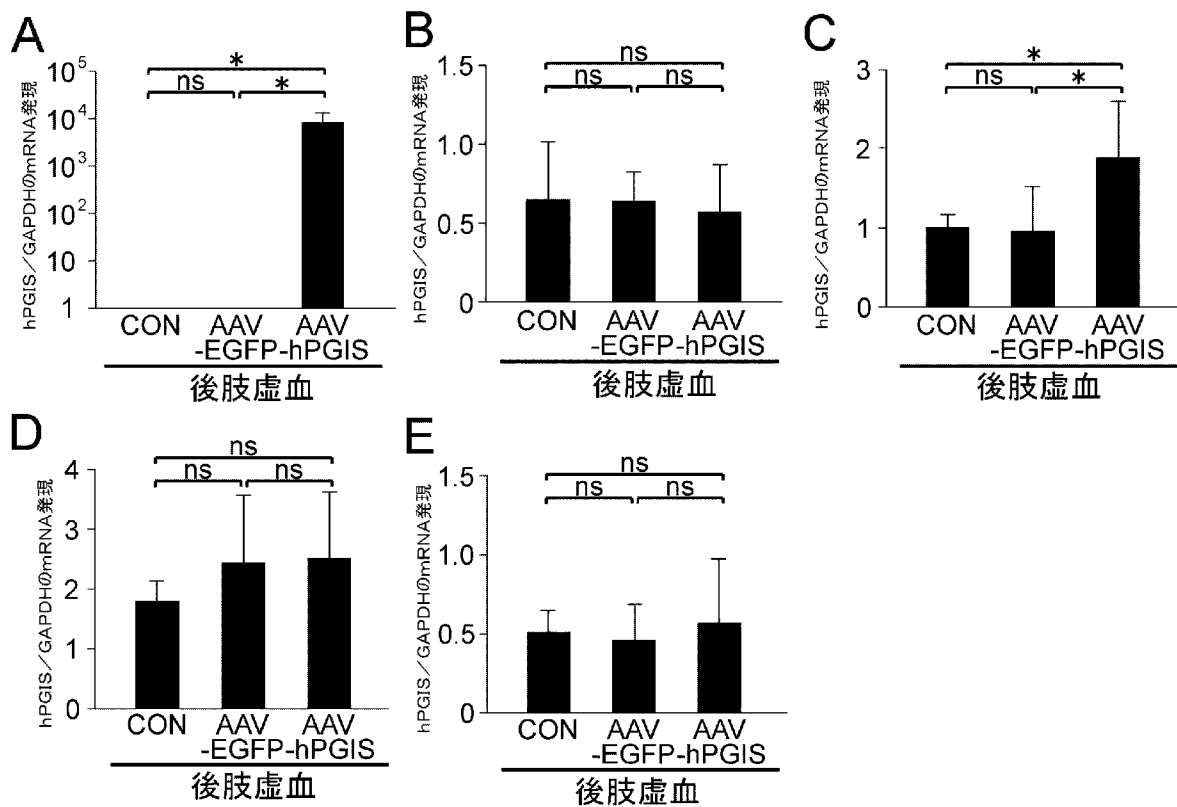 A
hPGIS／GAPDHのmRNA発現
10⁵
10⁴
10³
10²
10
1
*
ns
*
CON
AAV
AAV
-EGFP-hPGIS
後肢虚血
B
hPGIS／GAPDHのmRNA発現
1.5
1.0
0.5
0
ns
ns
ns
CON
AAV
AAV
-EGFP-hPGIS
後肢虚血
C
hPGIS／GAPDHのmRNA発現
3
2
1
0
*
ns
*
CON
AAV
AAV
-EGFP-hPGIS
後肢虚血
D
hPGIS／GAPDHのmRNA発現
4
3
2
1
0
ns
ns
ns
CON
AAV
AAV
-EGFP-hPGIS
後肢虚血
E
hPGIS／GAPDHのmRNA発現
1.5
1.0
0.5
0
ns
ns
ns
CON
AAV
AAV
-EGFP-hPGIS
後肢虚血